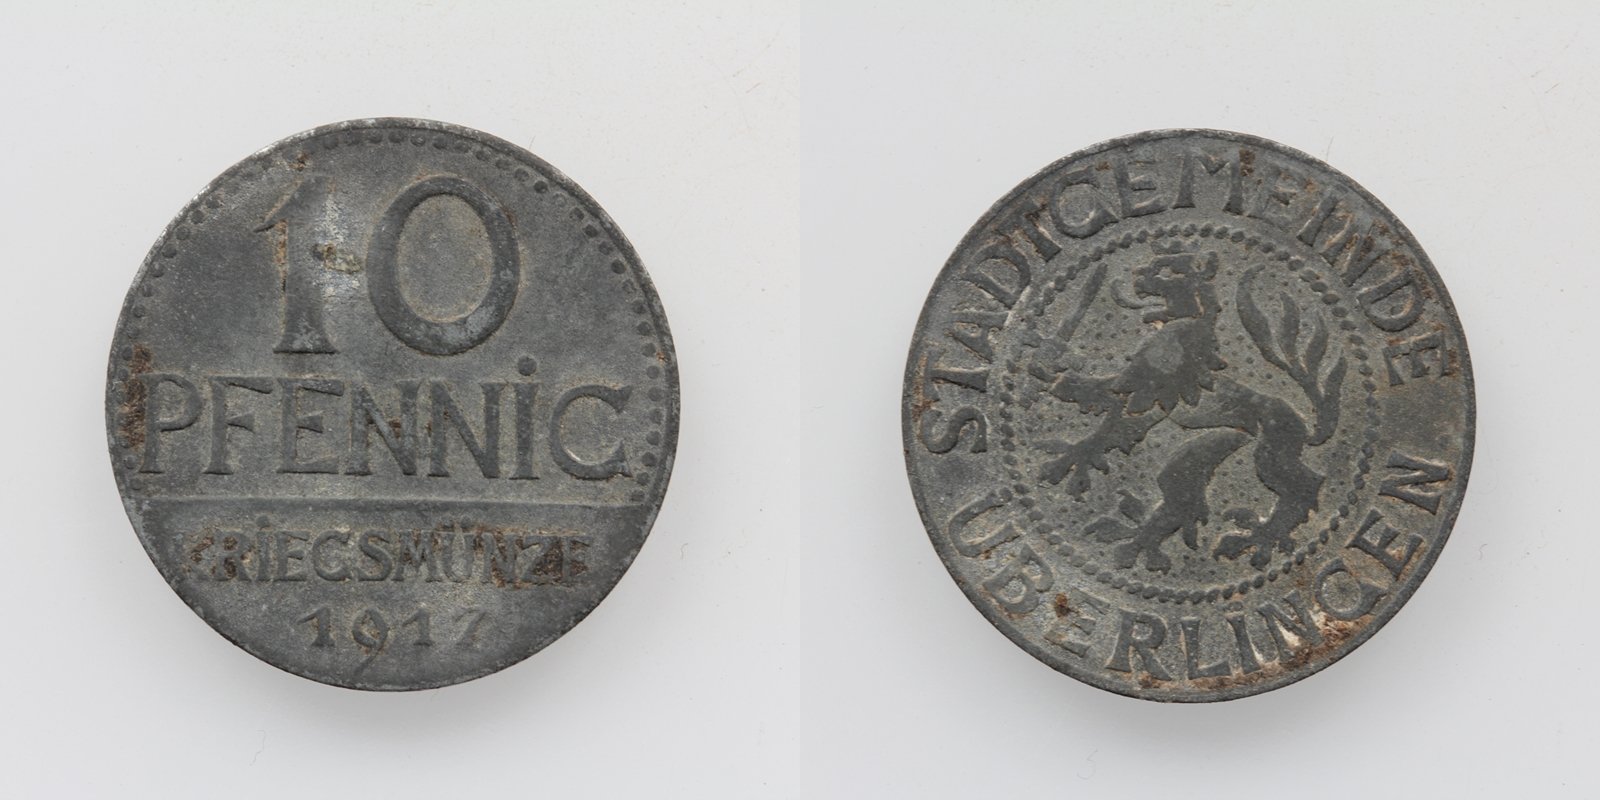 10
PFENNiG
KRiEGSMÜNZE
1917
STADTGEMEINDE
ÜBERLiNGEN